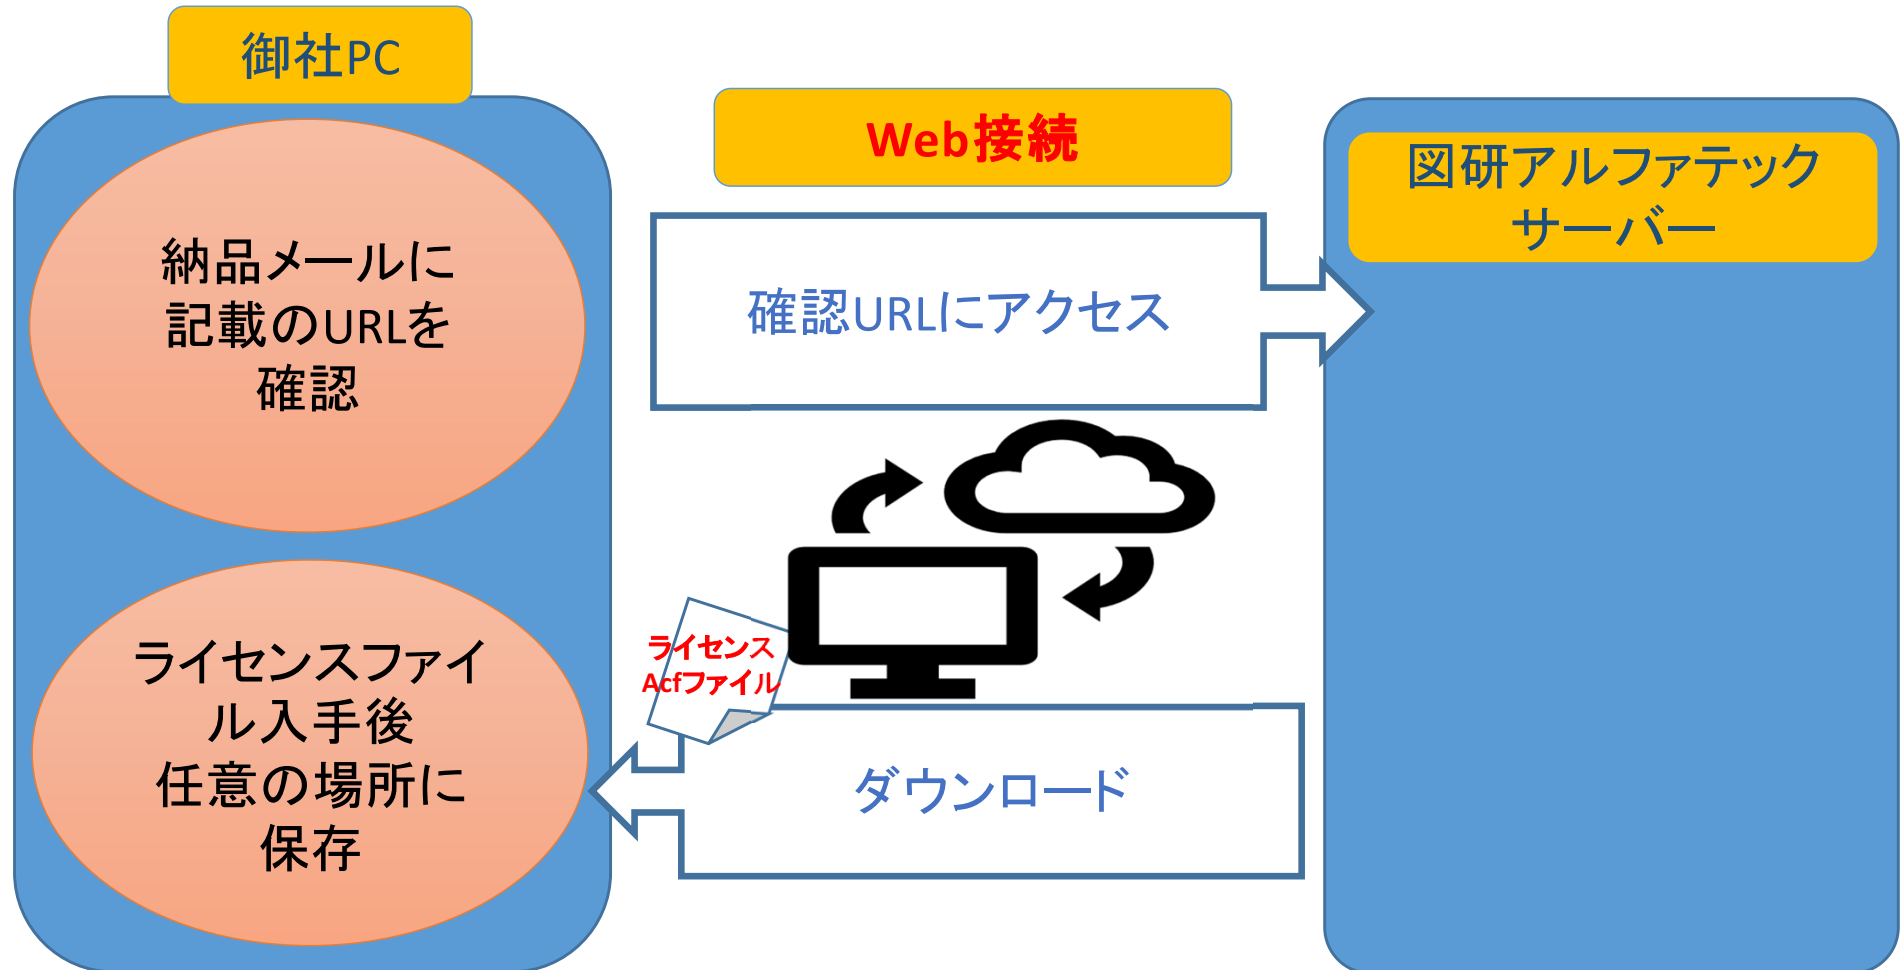 御社PC
Web接続
図研アルファテック
サーバー
納品メールに
記載のURLを
確認
確認URLにアクセス
ライセンス
Acfファイル
ライセンスファイ
ル入手後
任意の場所に
保存
ダウンロード